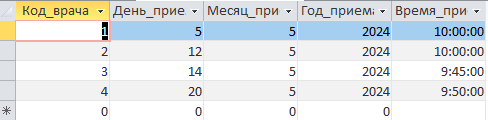 Код_врача День_прие Месяц_при Год_приема Время_при
1 5 5 2024 10:00:00
2 12 5 2024 10:00:00
3 14 5 2024 9:45:00
4 20 5 2024 9:50:00
* 0 0 0 0